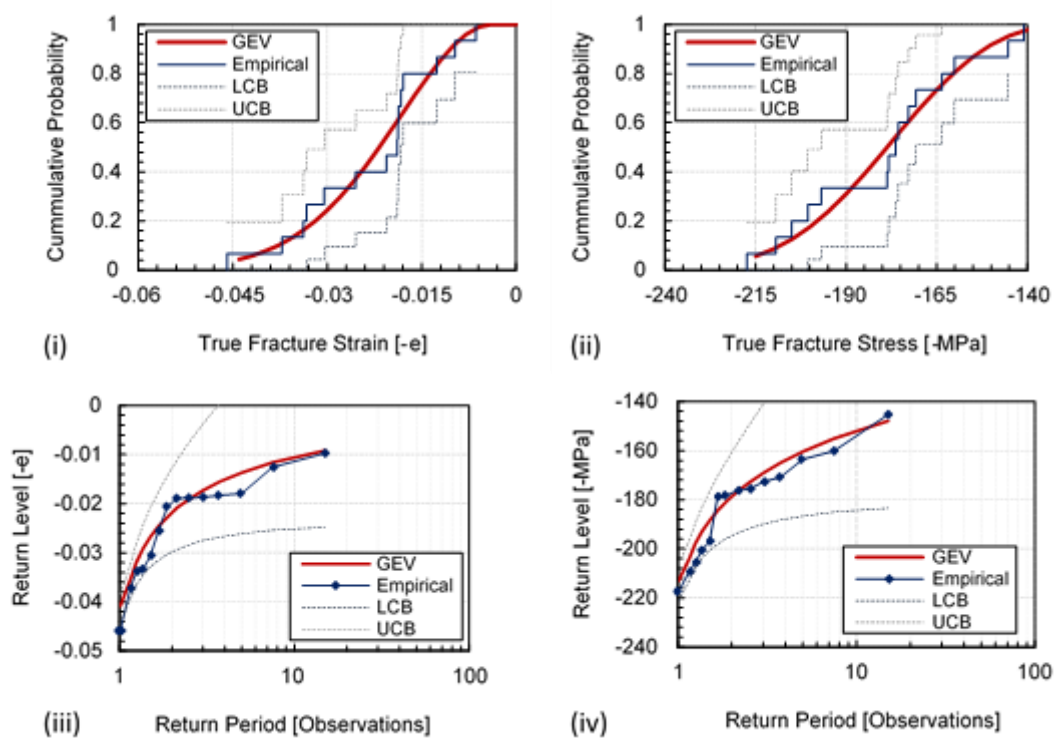 1
0.8
0.6
0.4
0.2
0
Cummulative Probability
GEV
Empirical
LCB
UCB
-0.06
-0.045
-0.03
-0.015
0
(i)
True Fracture Strain [-e]
1
0.8
0.6
0.4
0.2
0
Cummulative Probability
GEV
Empirical
LCB
UCB
-240
-215
-190
-165
-140
(ii)
True Fracture Stress [-MPa]
0
-0.01
-0.02
-0.03
-0.04
-0.05
Return Level [-e]
GEV
Empirical
LCB
UCB
1
10
100
(iii)
Return Period [Observations]
-140
-160
-180
-200
-220
-240
Return Level [-MPa]
GEV
Empirical
LCB
UCB
1
10
100
(iv)
Return Period [Observations]